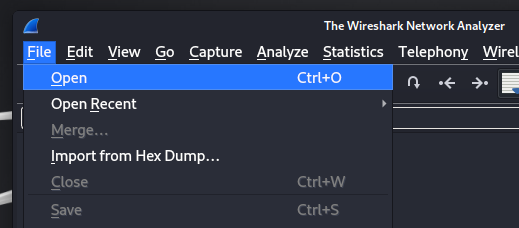 The Wireshark Network Analyzer
File Edit View Go Capture Analyze Statistics Telephony
Open Ctrl+O
Open Recent
Merge...
Import from Hex Dump...
Close Ctrl+W
Save Ctrl+S